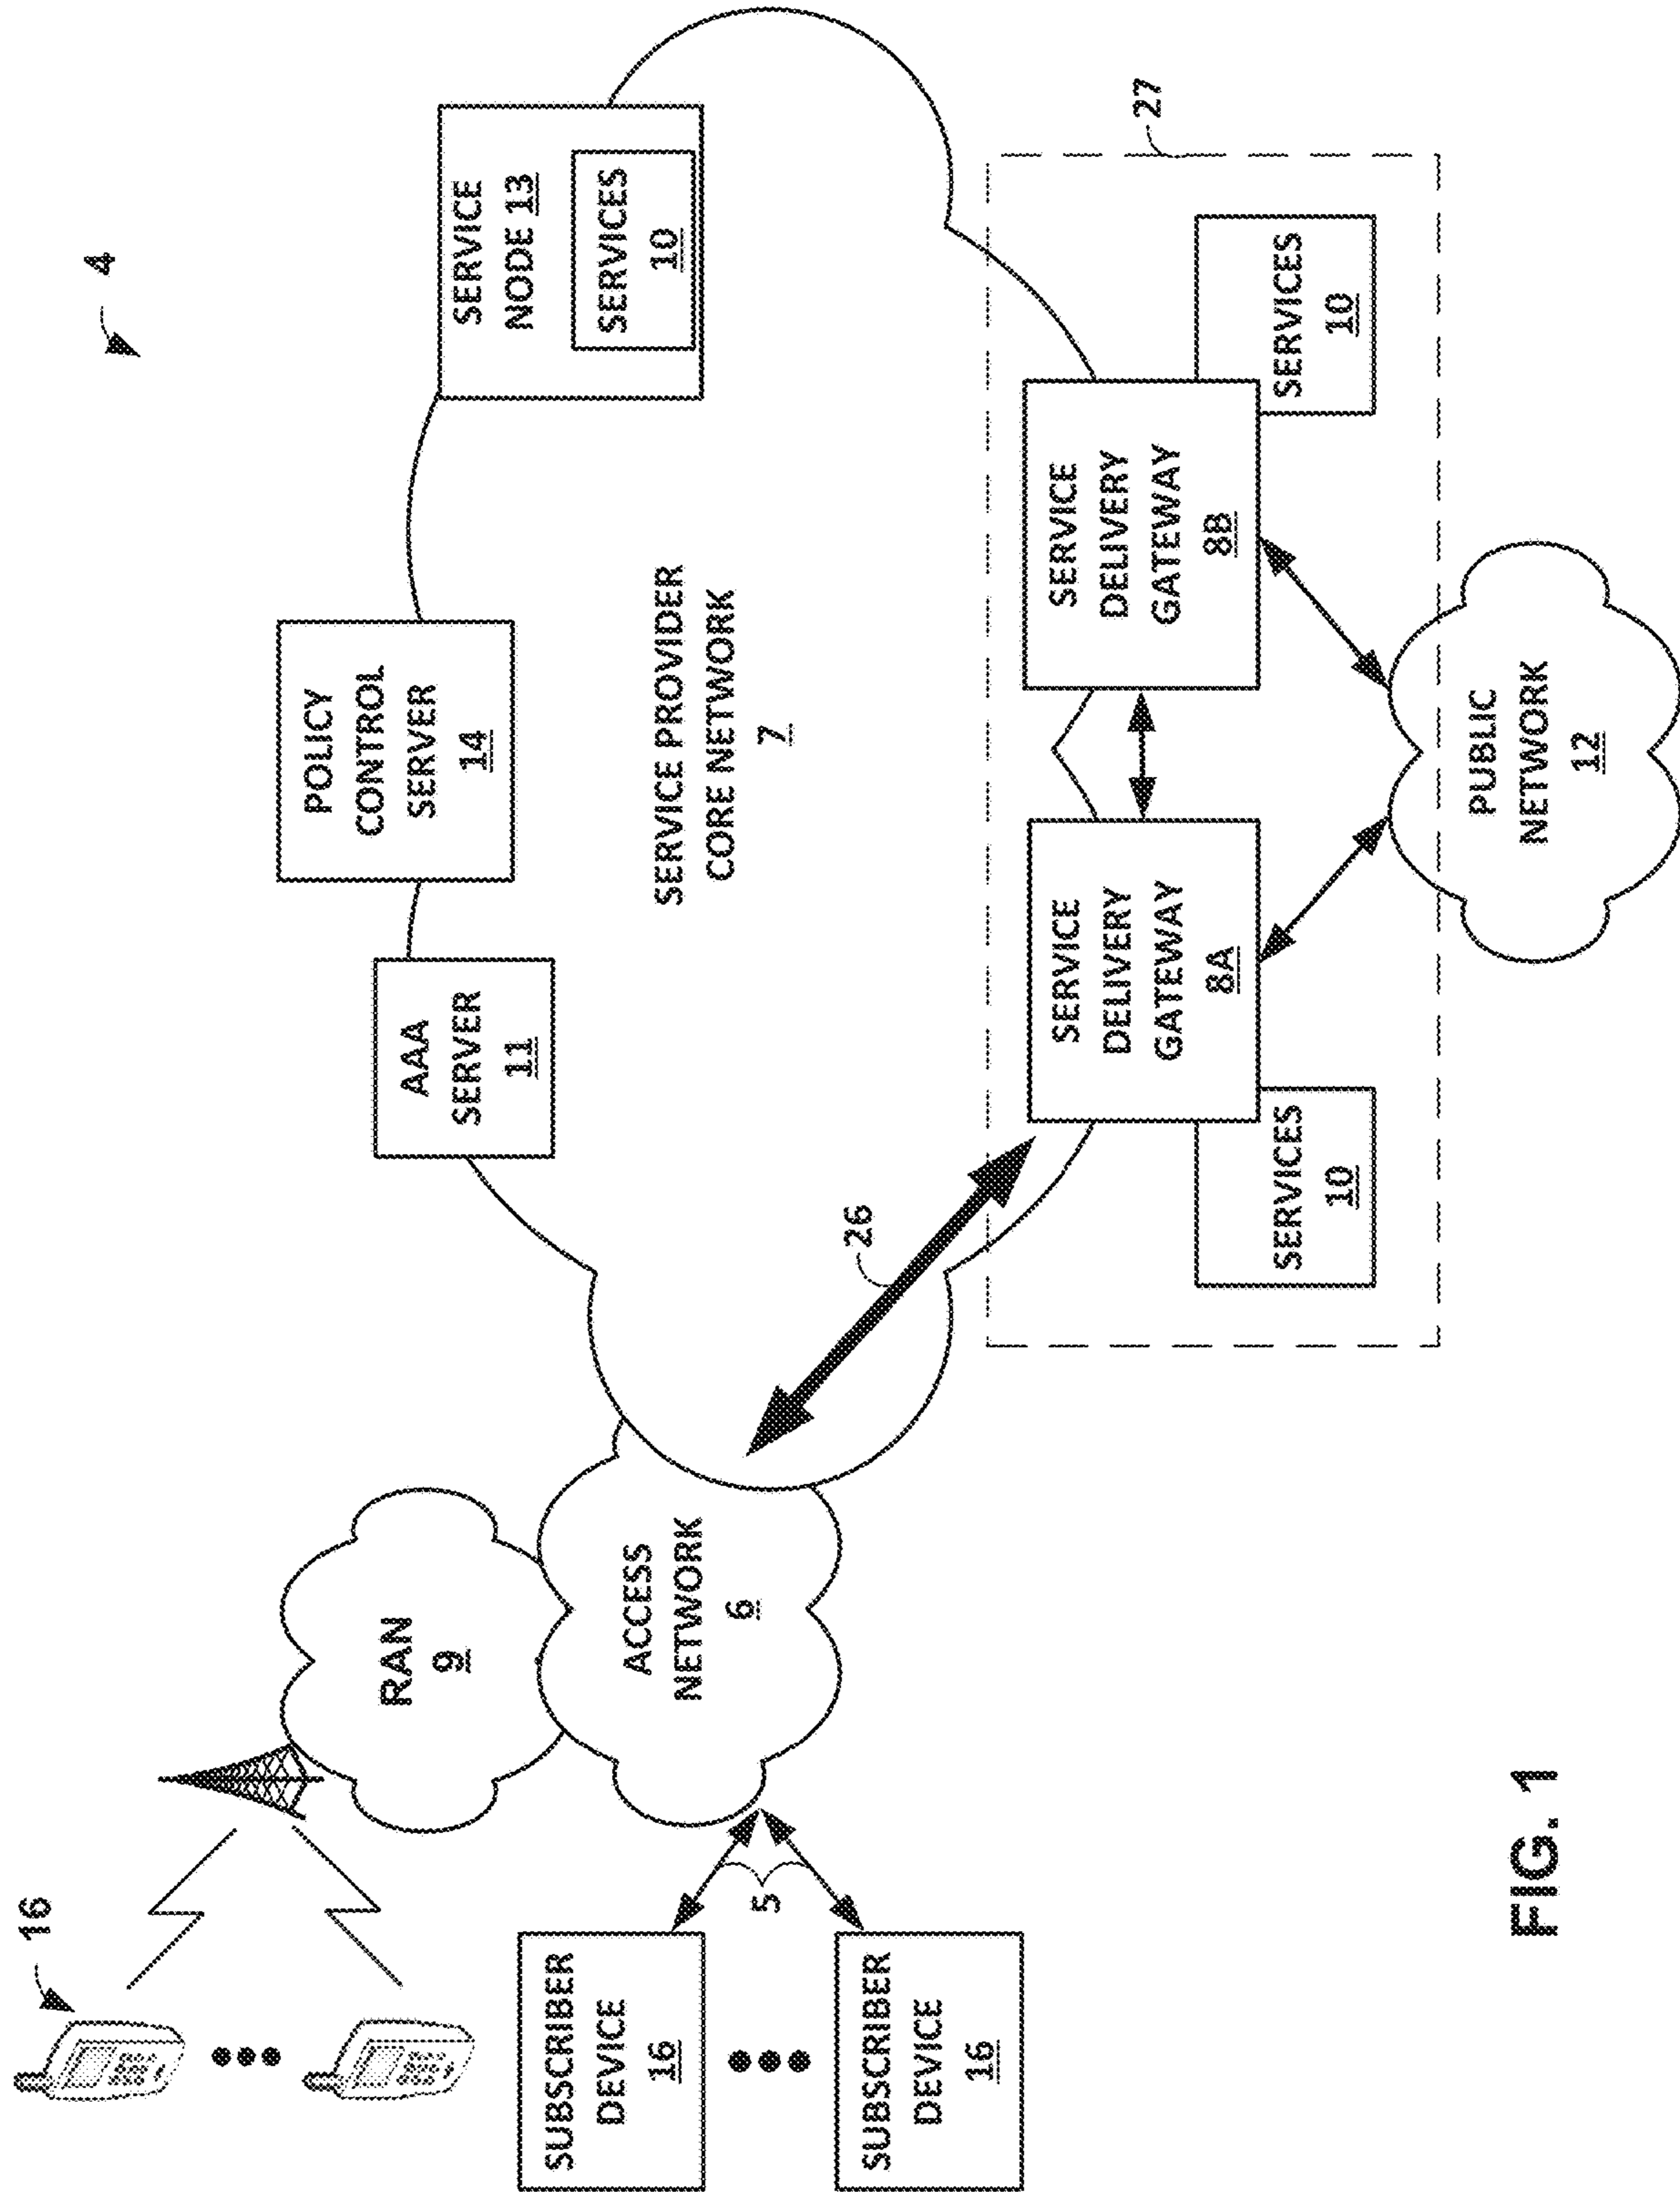 4
16
POLICY
CONTROL
SERVER
14
AAA
SERVER
11
SERVICE
NODE 13
SERVICES
10
RAN
9
SERVICE PROVIDER
CORE NETWORK
7
ACCESS
NETWORK
6
SUBSCRIBER
DEVICE
16
5
26
SUBSCRIBER
DEVICE
16
27
SERVICE
DELIVERY
GATEWAY
8A
SERVICE
DELIVERY
GATEWAY
8B
SERVICES
10
SERVICES
10
PUBLIC
NETWORK
12
FIG. 1